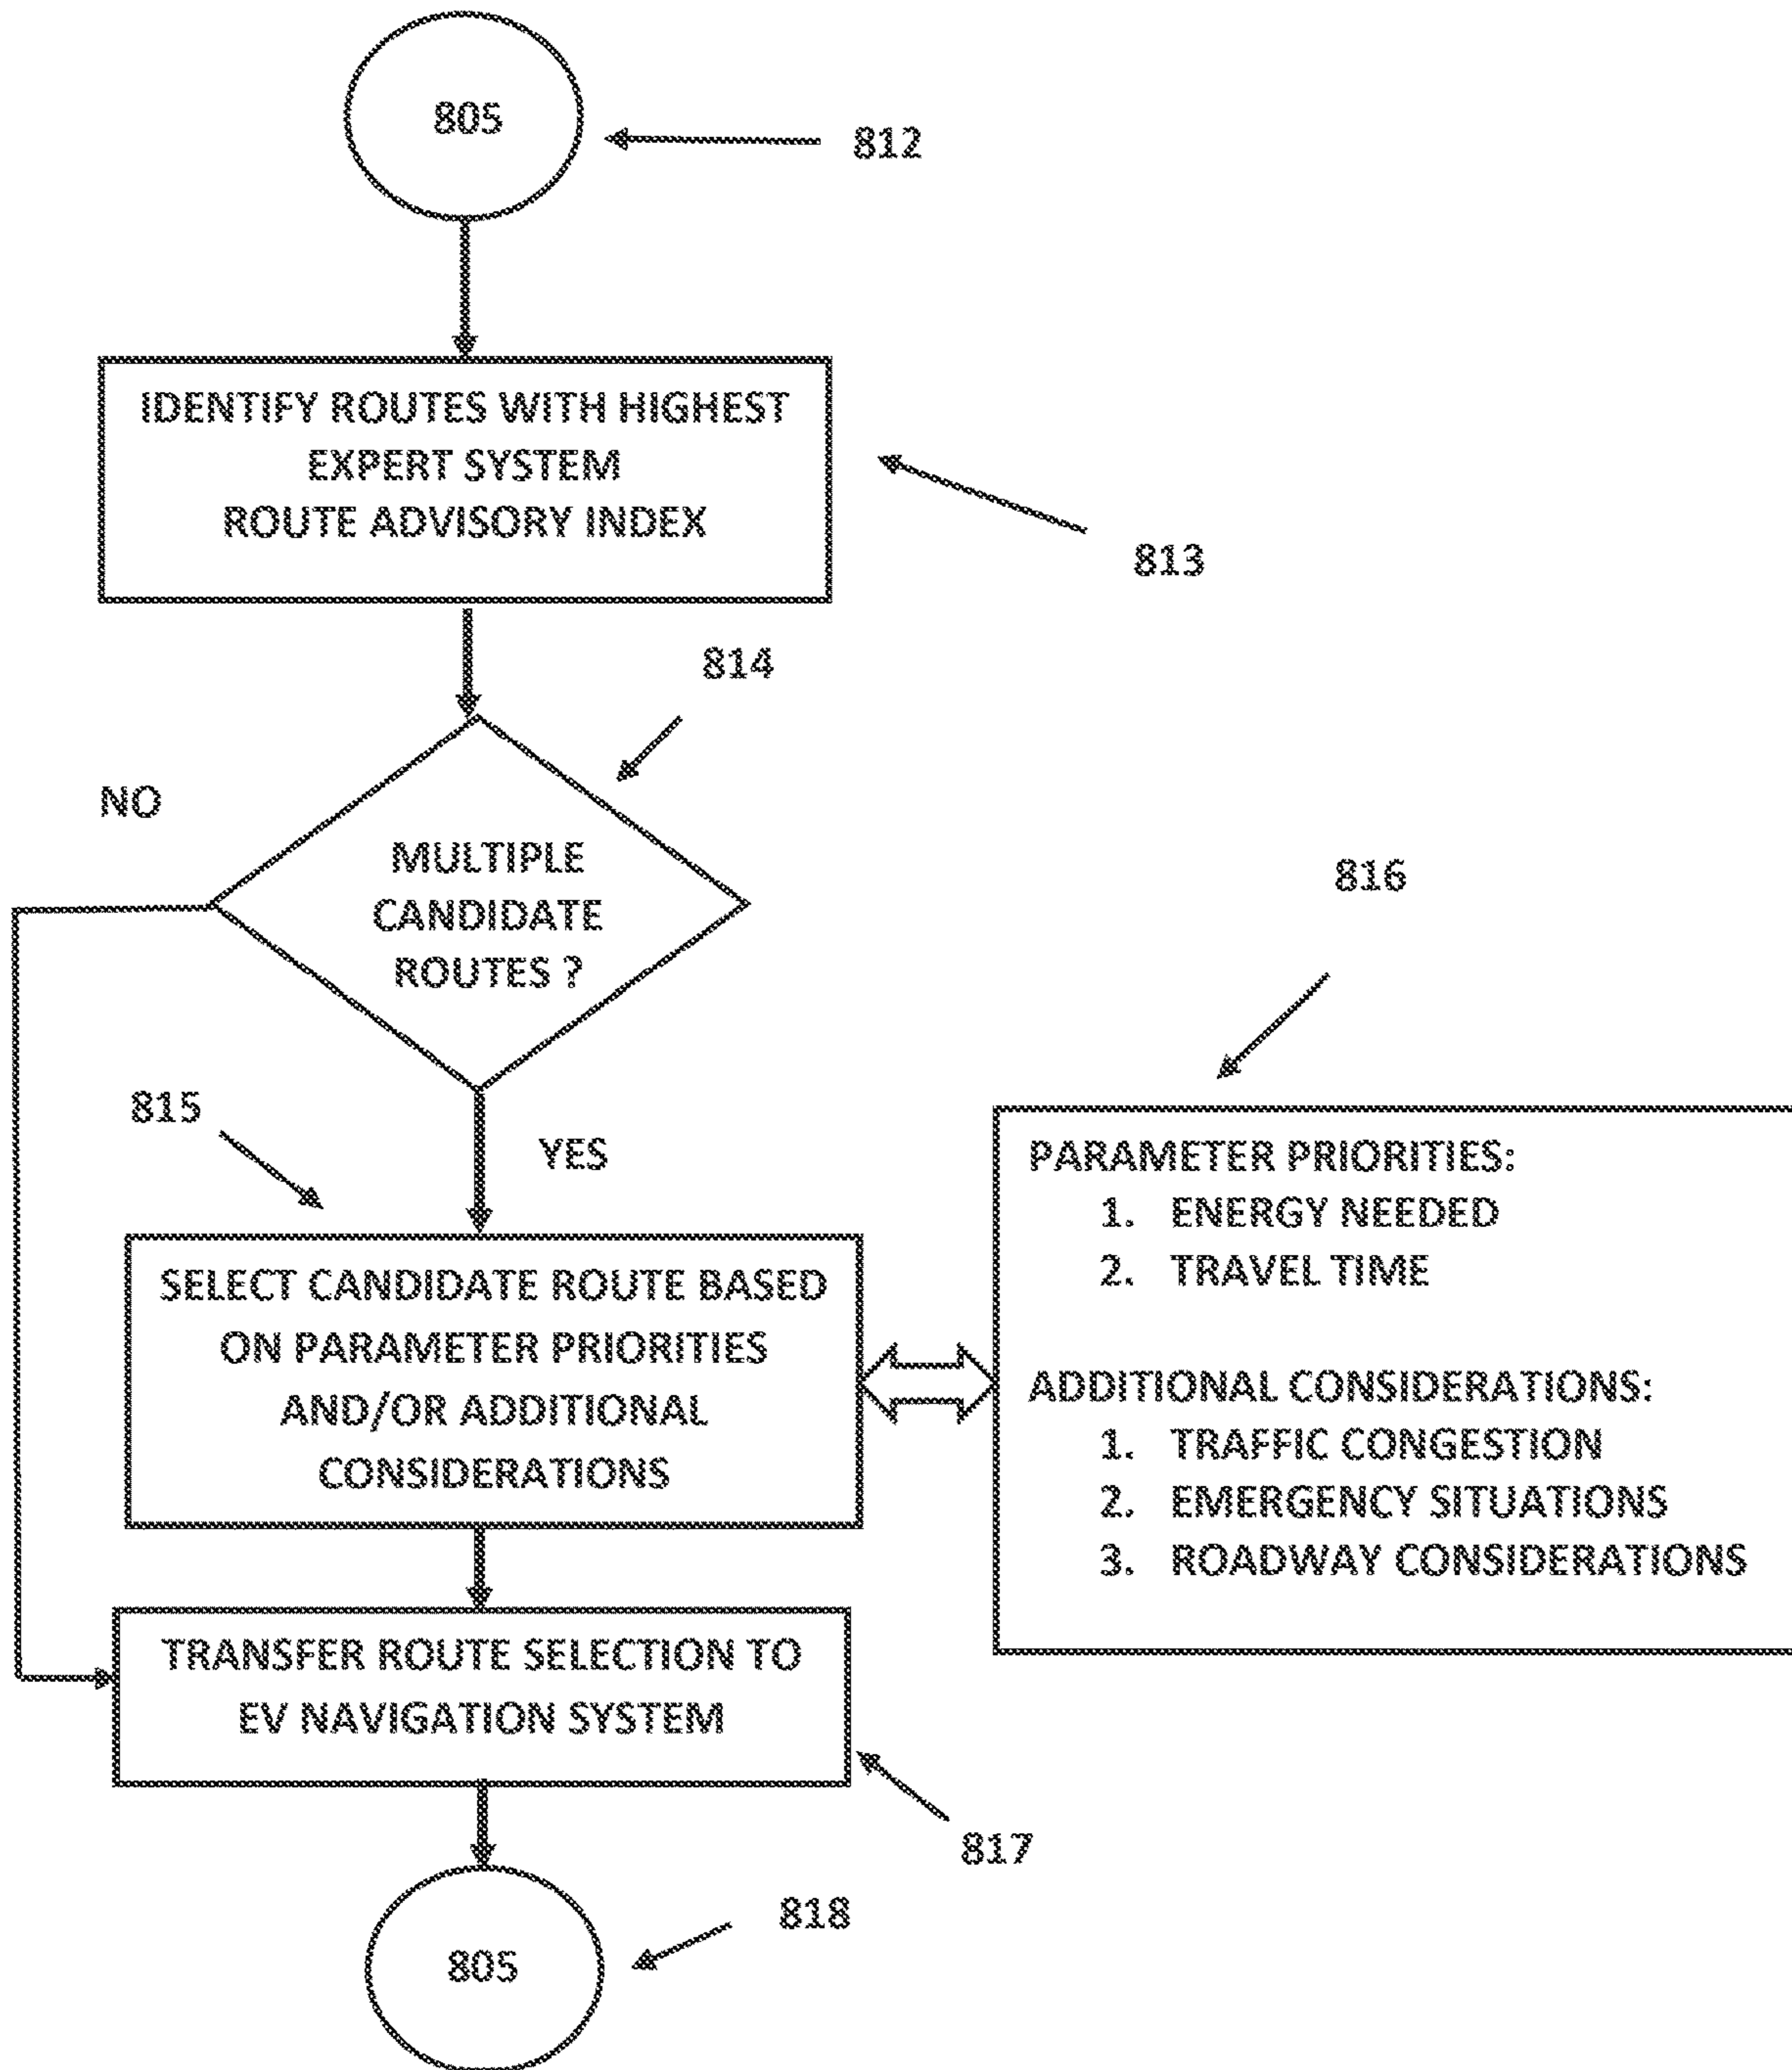 805
812
IDENTIFY ROUTES WITH HIGHEST
EXPERT SYSTEM
ROUTE ADVISORY INDEX
813
814
NO
MULTIPLE
CANDIDATE
ROUTES ?
816
815
YES
SELECT CANDIDATE ROUTE BASED
ON PARAMETER PRIORITIES
AND/OR ADDITIONAL
CONSIDERATIONS
PARAMETER PRIORITIES:
1. ENERGY NEEDED
2. TRAVEL TIME
ADDITIONAL CONSIDERATIONS:
1. TRAFFIC CONGESTION
2. EMERGENCY SITUATIONS
3. ROADWAY CONSIDERATIONS
TRANSFER ROUTE SELECTION TO
EV NAVIGATION SYSTEM
817
805
818